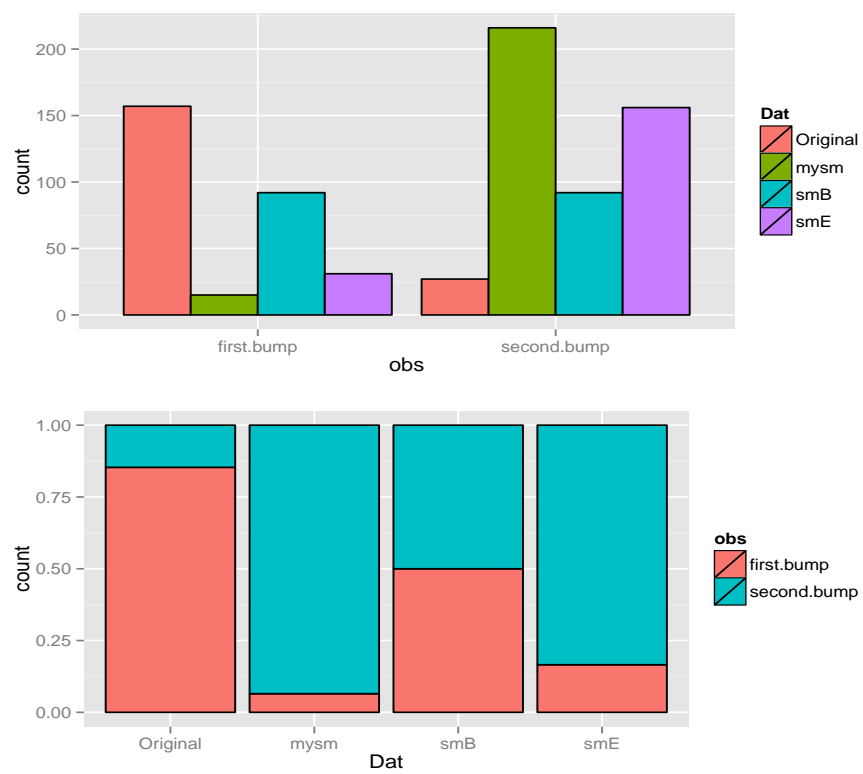 200
150
100
50
0
count
first.bump second.bump
obs
Dat
Original
mysm
smB
smE
1.00
0.75
0.50
0.25
0.00
count
Original mysm smB smE
Dat
obs
first.bump
second.bump